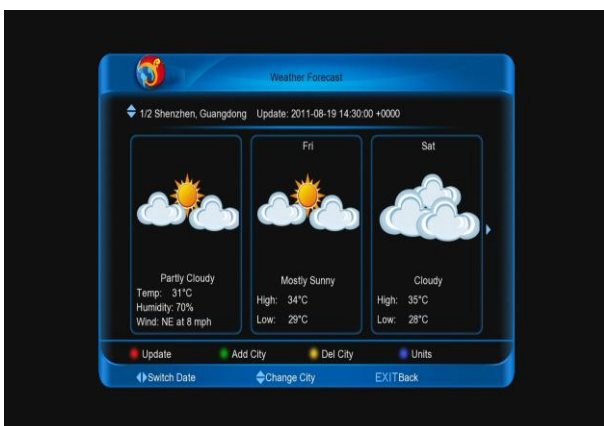 Weather Forecast
1/2 Shenzhen, Guangdong Update: 2011-08-19 14:30:00 +0000
Partly Cloudy
Temp: 31°C
Humidity: 70%
Wind: NE at 8 mph
Fri
Mostly Sunny
High: 34°C
Low: 29°C
Sat
Cloudy
High: 35°C
Low: 28°C
Update Add City Del City Units
Switch Date Change City EXITBack